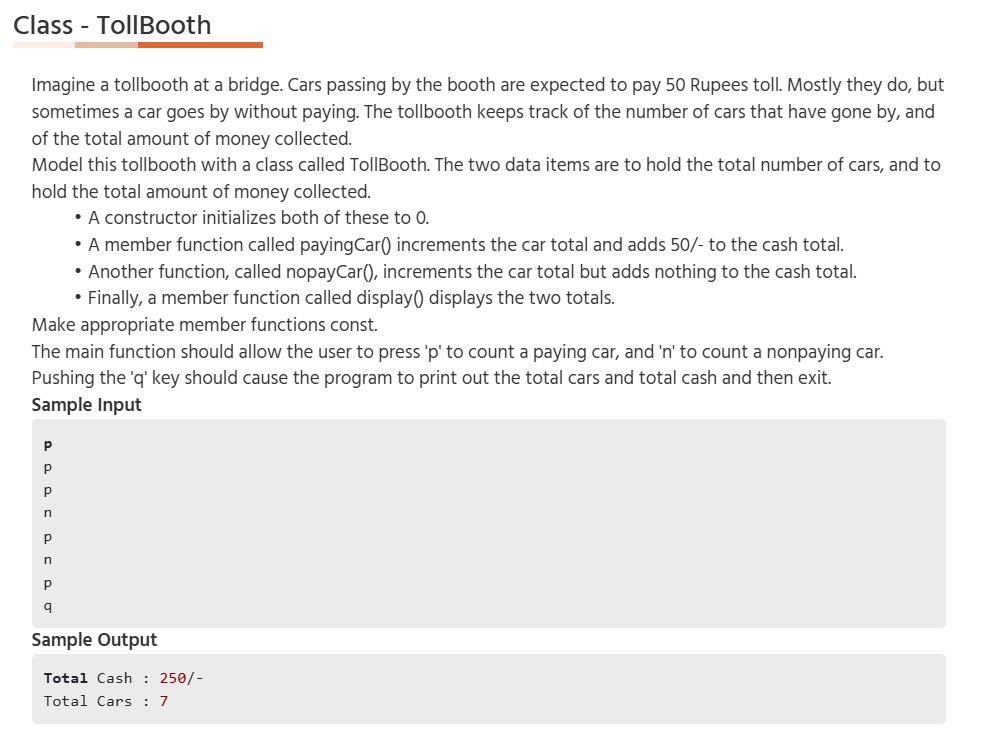 Class - TollBooth
Imagine a tollbooth at a bridge. Cars passing by the booth are expected to pay 50 Rupees toll. Mostly they do, but
sometimes a car goes by without paying. The tollbooth keeps track of the number of cars that have gone by, and
of the total amount of money collected.
Model this tollbooth with a class called TollBooth. The two data items are to hold the total number of cars, and to
hold the total amount of money collected.
• A constructor initializes both of these to 0.
• A member function called payingCar() increments the car total and adds 50/- to the cash total.
• Another function, called nopayCar(), increments the car total but adds nothing to the cash total.
• Finally, a member function called display() displays the two totals.
Make appropriate member functions const.
The main function should allow the user to press 'p' to count a paying car, and 'n' to count a nonpaying car.
Pushing the 'q' key should cause the program to print out the total cars and total cash and then exit.
Sample Input
p
p
p
n
p
n
p
q
Sample Output
Total Cash : 250/-
Total Cars : 7